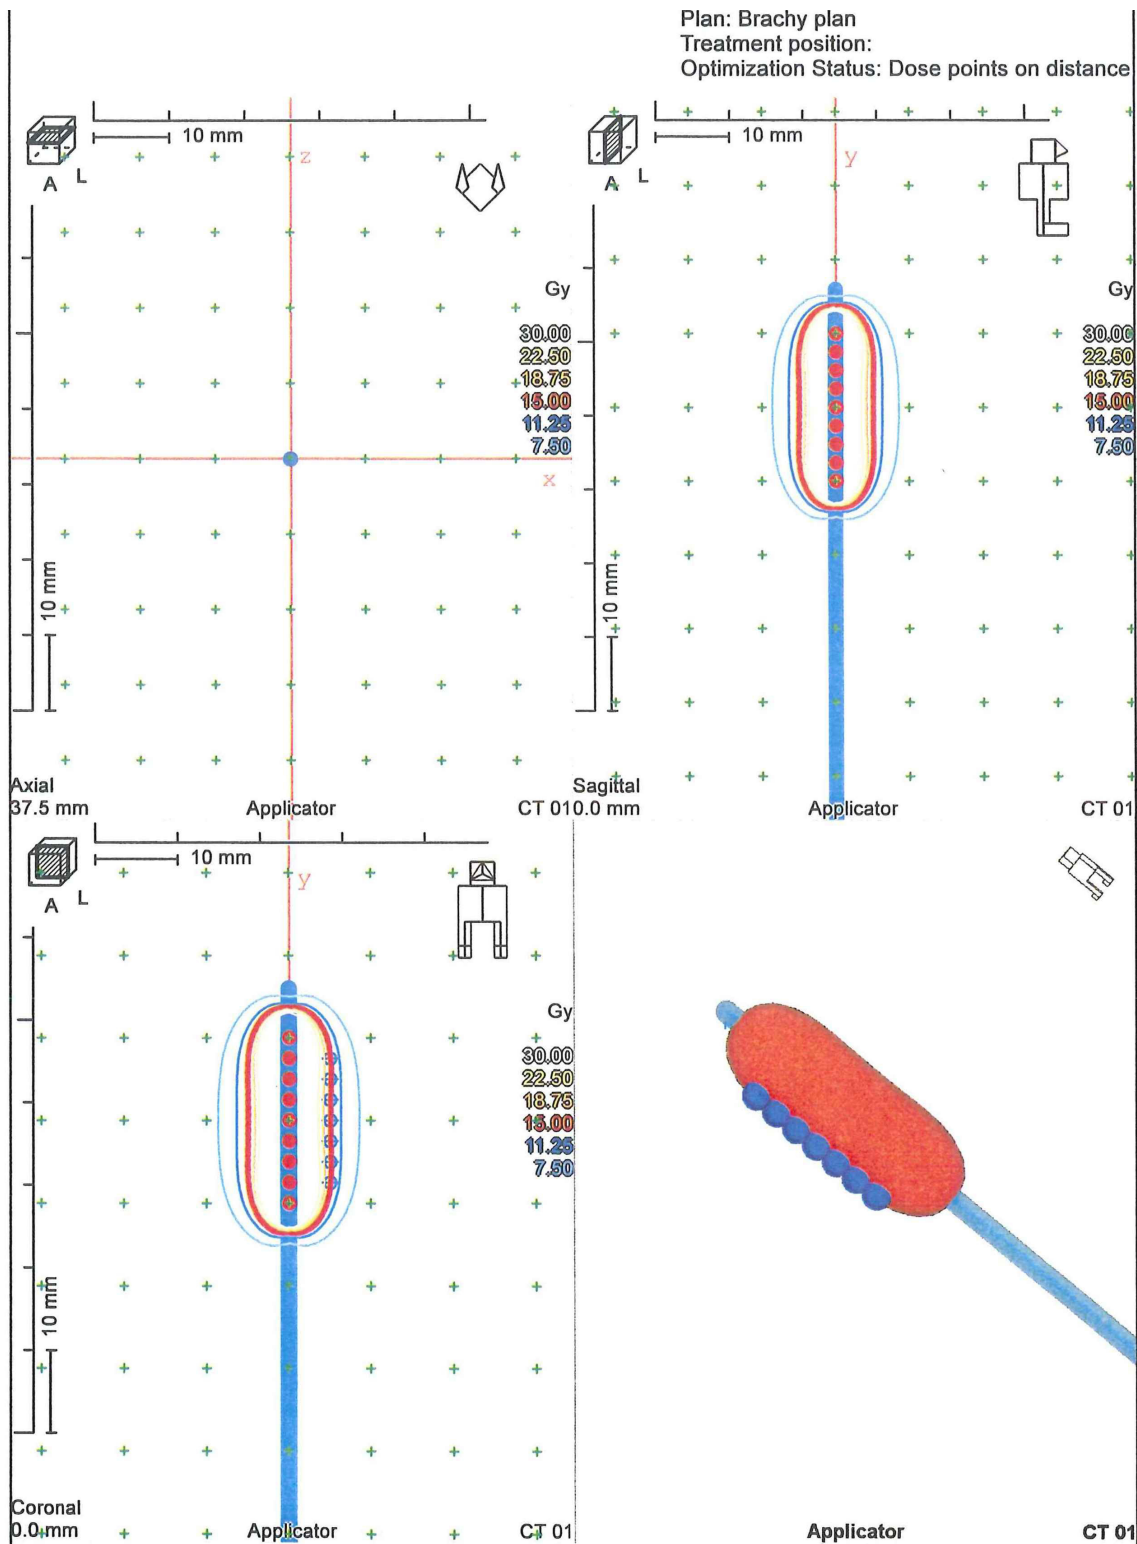 Plan: Brachy plan
Treatment position:
Optimization Status: Dose points on distance
10 mm
A L
z
Gy
30.00
22.50
18.75
15.00
11.25
7.50
x
10 mm
Axial
37.5 mm
Applicator
CT 01
10 mm
A L
y
Gy
30.00
22.50
18.75
15.00
11.25
7.50
10 mm
Sagittal
0.0 mm
Applicator
CT 01
10 mm
A L
y
Gy
30.00
22.50
18.75
15.00
11.25
7.50
10 mm
Coronal
0.0 mm
Applicator
CT 01
Applicator
CT 01